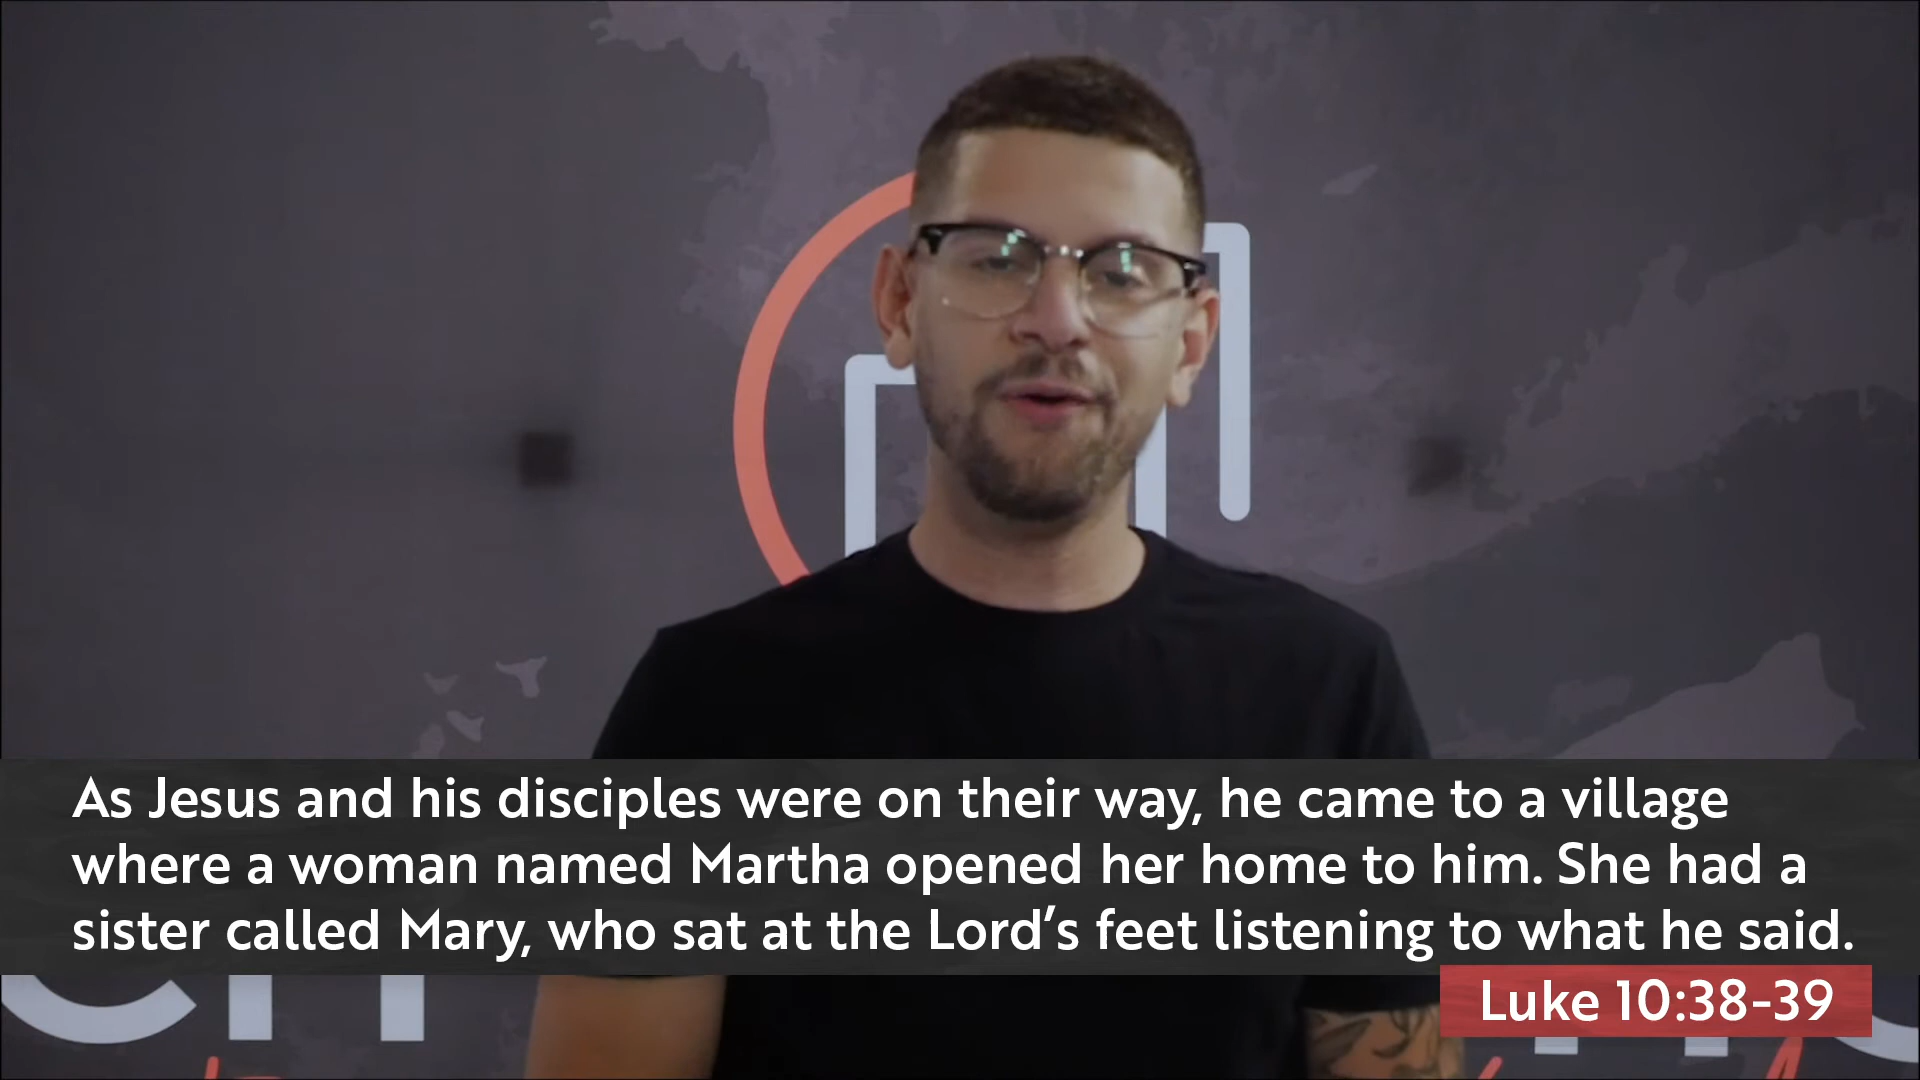 As Jesus and his disciples were on their way, he came to a village
where a woman named Martha opened her home to him. She had a
sister called Mary, who sat at the Lord’s feet listening to what he said.
Luke 10:38-39